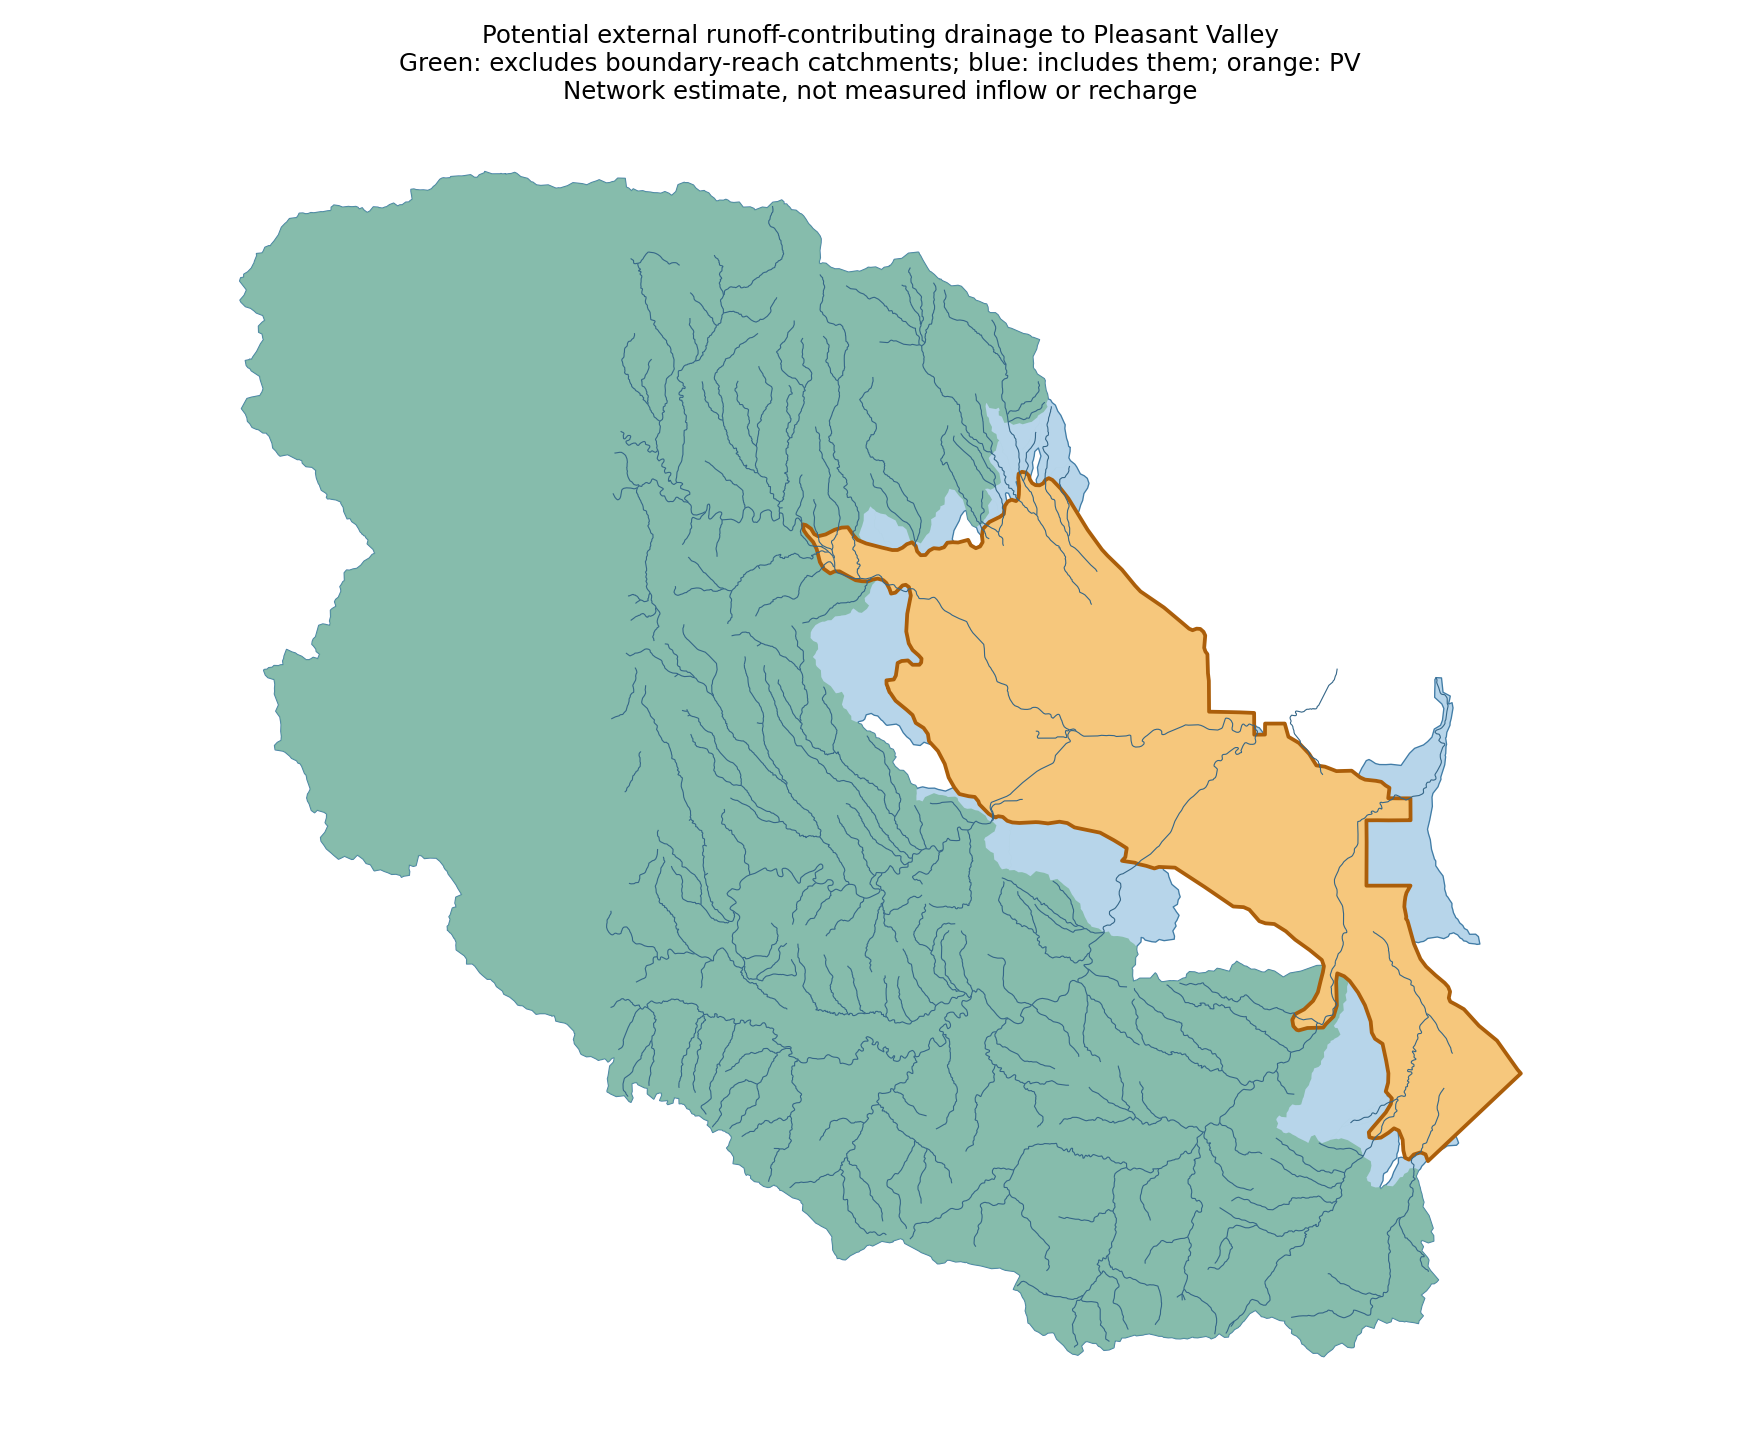 Potential external runoff-contributing drainage to Pleasant Valley
Green: excludes boundary-reach catchments; blue: includes them; orange: PV
Network estimate, not measured inflow or recharge